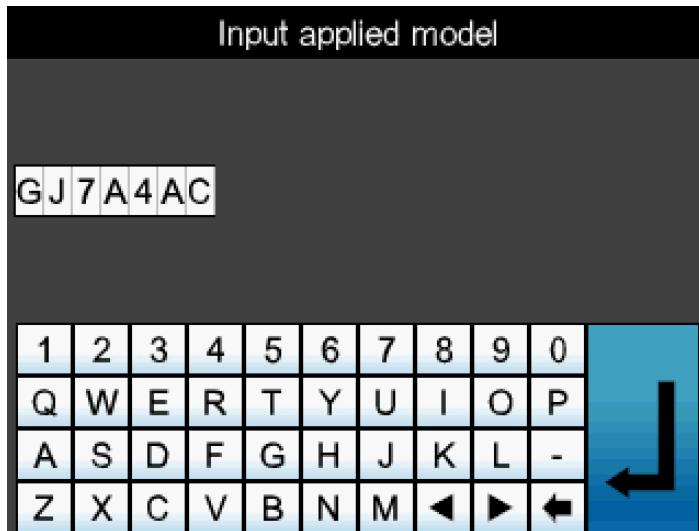 Input applied model
GJ7A4AC
1 2 3 4 5 6 7 8 9 0
Q W E R T Y U I O P
A S D F G H J K L -
Z X C V B N M